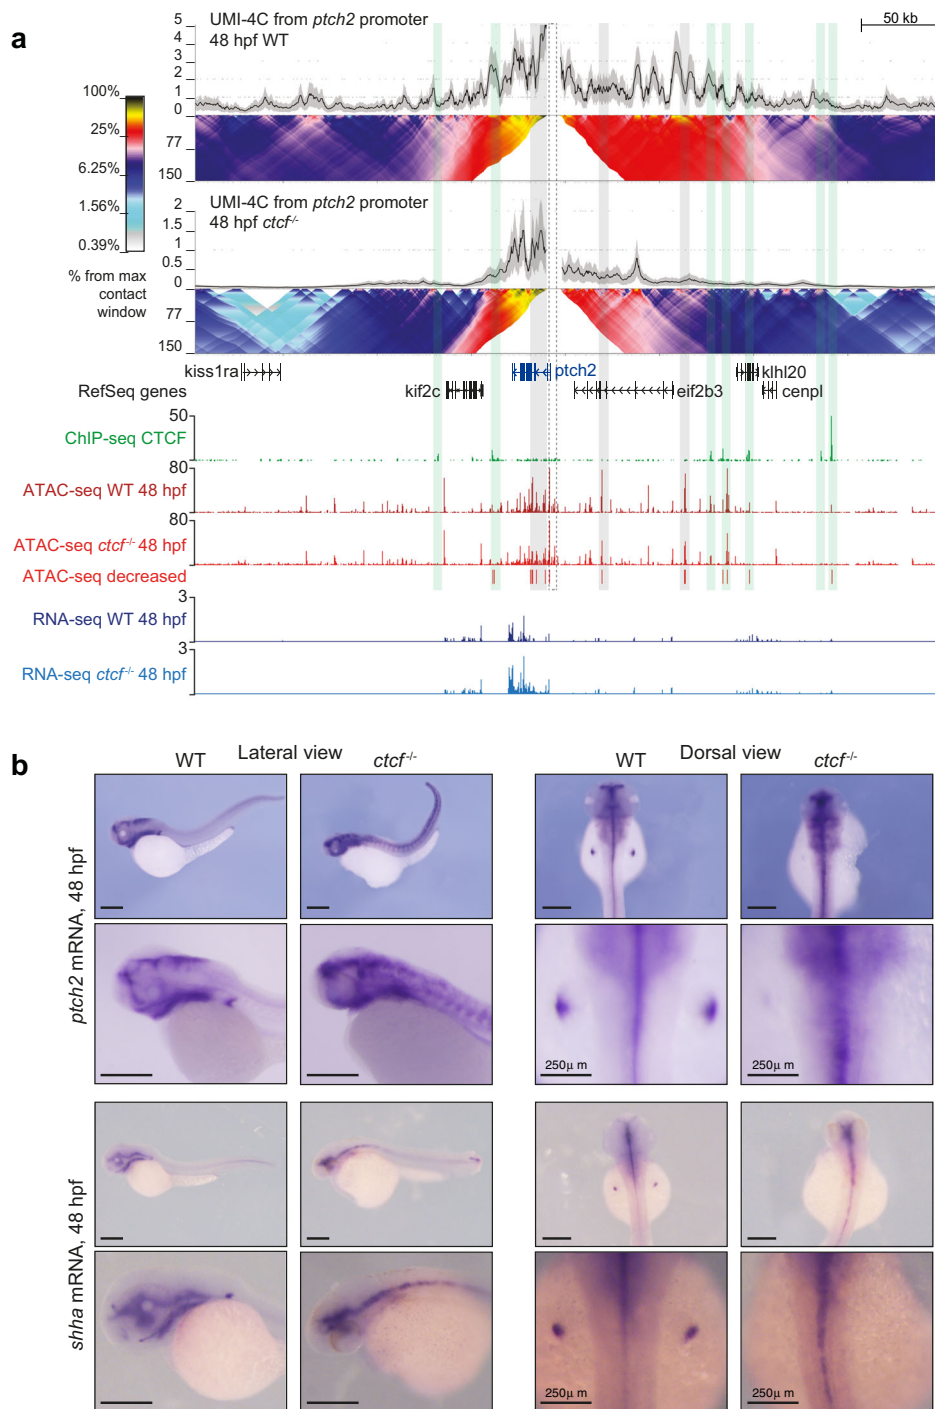 a
UMI-4C from ptch2 promoter
48 hpf WT
50 kb
5
4
3
2
1
0
77
150
100%
25%
6.25%
1.56%
0.39%
% from max
contact
window
UMI-4C from ptch2 promoter
48 hpf ctcf-/-
2
1.5
1
0.5
0
77
150
kiss1ra
ptch2
klhl20
RefSeq genes
kif2c
eif2b3
cenpl
50
ChIP-seq CTCF
80
ATAC-seq WT 48 hpf
80
ATAC-seq ctcf-/- 48 hpf
ATAC-seq decreased
3
RNA-seq WT 48 hpf
3
RNA-seq ctcf-/- 48 hpf
b
Lateral view
Dorsal view
WT
ctcf-/-
WT
ctcf-/-
ptch2 mRNA, 48 hpf
250μ m
250μ m
shha mRNA, 48 hpf
250μ m
250μ m